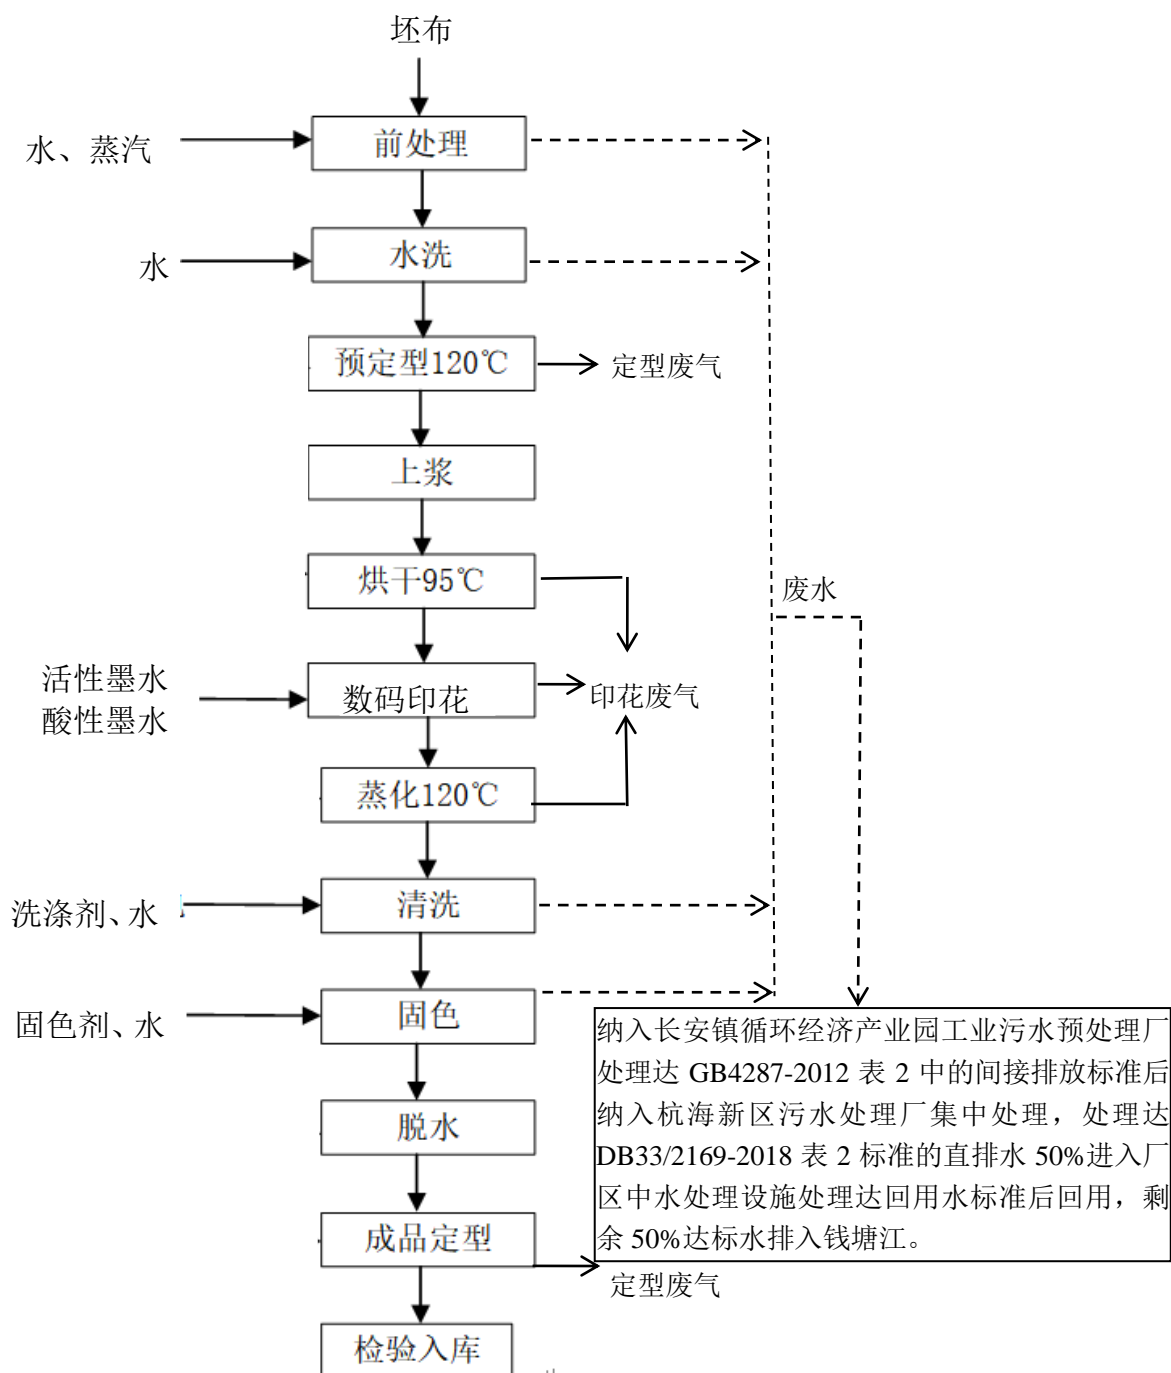 坯布
水、蒸汽
前处理
水
水洗
预定型120℃
定型废气
上浆
烘干95℃
废水
活性墨水
酸性墨水
数码印花
印花废气
蒸化120℃
洗涤剂、水
清洗
固色剂、水
固色
纳入长安镇循环经济产业园工业污水预处理厂
处理达 GB4287-2012 表 2 中的间接排放标准后
纳入杭海新区污水处理厂集中处理，处理达
DB33/2169-2018 表 2 标准的直排水 50%进入厂
区中水处理设施处理达回用水标准后回用，剩
余 50%达标水排入钱塘江。
脱水
成品定型
定型废气
检验入库